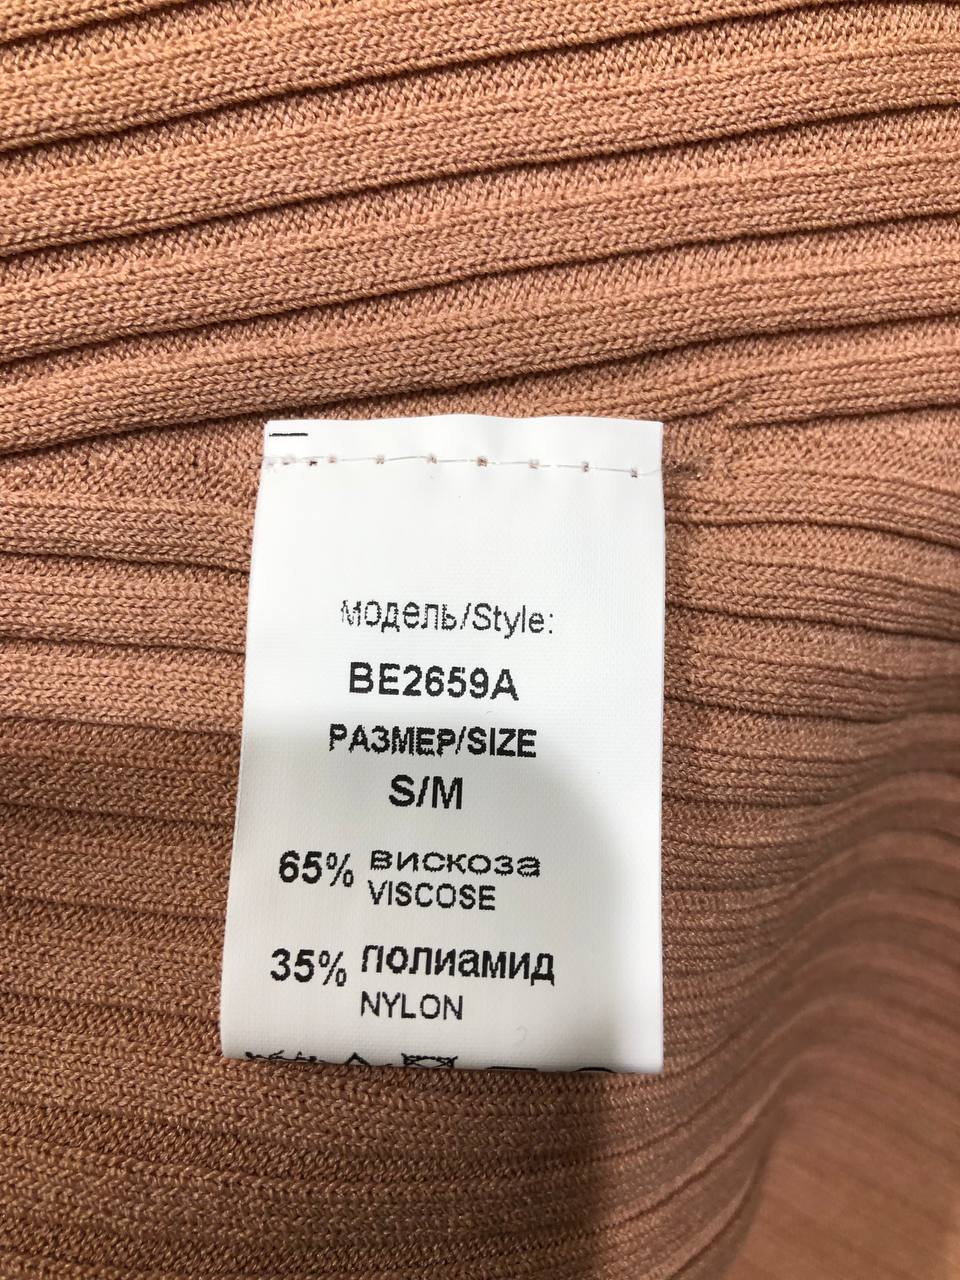 модель/Style:
BE2659A
РАЗМЕР/SIZE
S/M
65% вискоза
VISCOSE
35% полиамид
NYLON